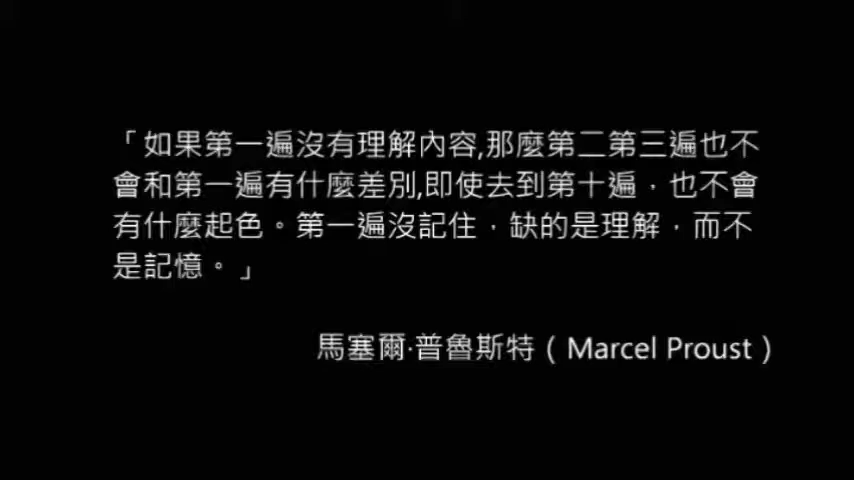 「如果第一遍沒有理解內容,那麼第二第三遍也不
會和第一遍有什麼差別,即使去到第十遍，也不會
有什麼起色。第一遍沒記住，缺的是理解，而不
是記憶。」
馬塞爾·普魯斯特（Marcel Proust）